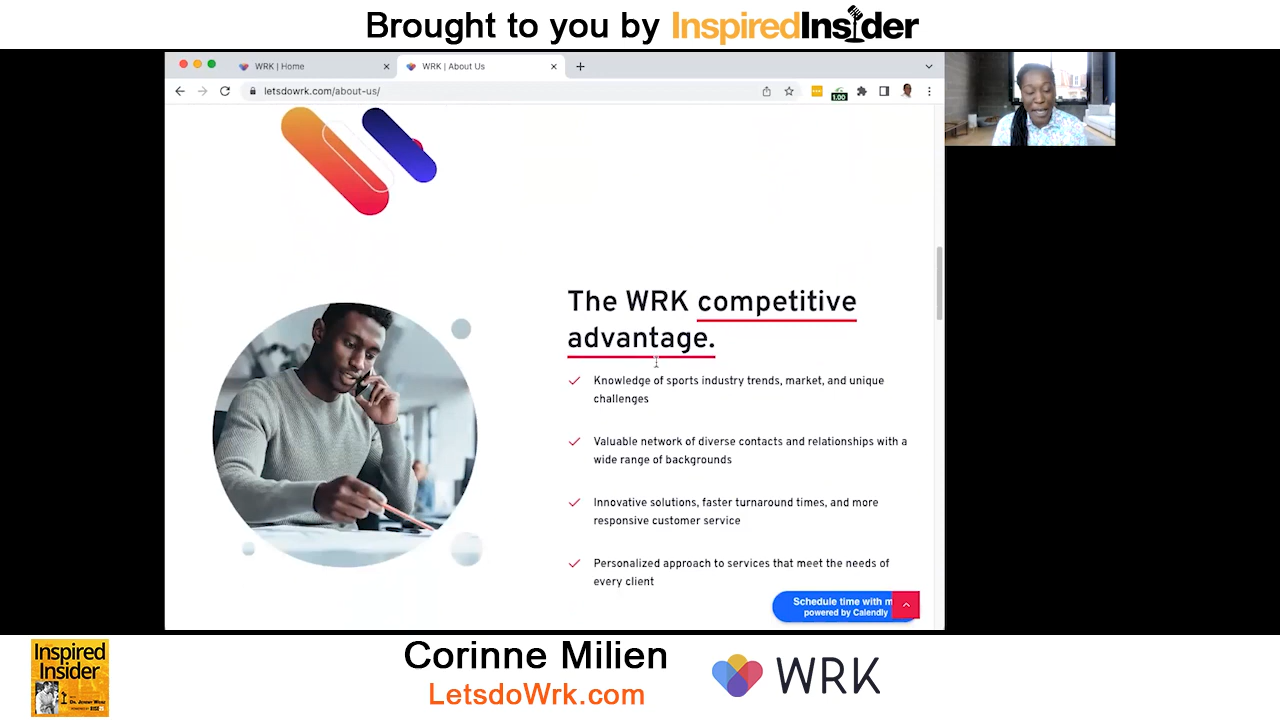 Brought to you by InspiredInsider
WRK | Home
WRK | About Us
letsdowrk.com/about-us/
1.00
The WRK competitive
advantage.
Knowledge of sports industry trends, market, and unique
challenges
Valuable network of diverse contacts and relationships with a
wide range of backgrounds
Innovative solutions, faster turnaround times, and more
responsive customer service
Personalized approach to services that meet the needs of
every client
Schedule time with m
powered by Calendly
Inspired
Insider
Corinne Milien
LetsdoWrk.com
WRK